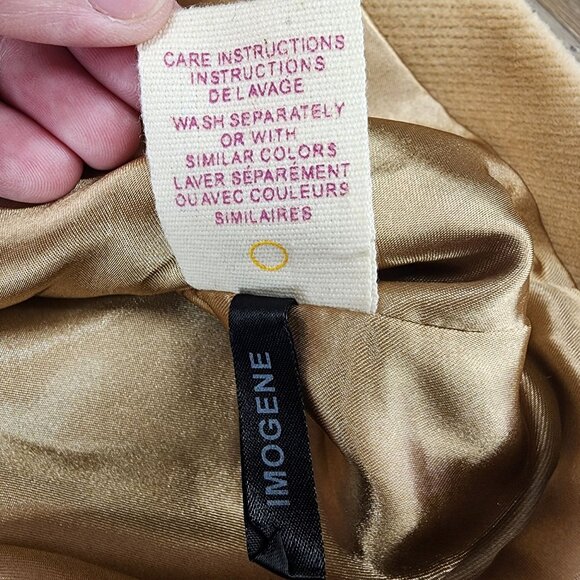 CARE INSTRUCTIONS
INSTRUCTIONS
DE LAVAGE
WASH SEPARATELY
OR WITH
SIMILAR COLORS
LAVER SÉPARÉMENT
OU AVEC COULEURS
SIMILAIRES
IMOGENE